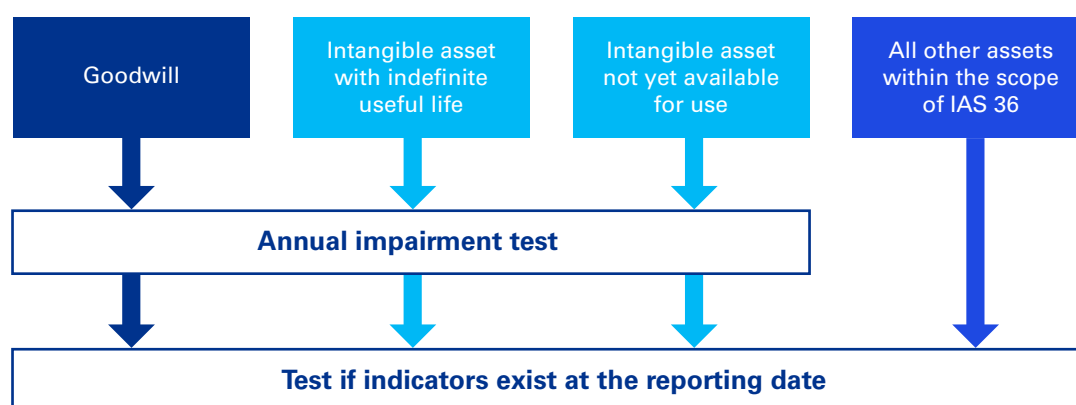 Goodwill
Intangible asset
with indefinite
useful life
Intangible asset
not yet available
for use
All other assets
within the scope
of IAS 36
Annual impairment test
Test if indicators exist at the reporting date